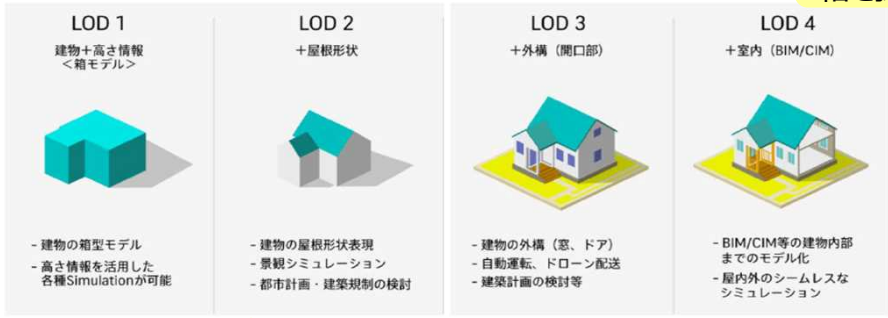 LOD 1
建物＋高さ情報
＜箱モデル＞
- 建物の箱型モデル
- 高さ情報を活用した
各種Simulationが可能
LOD 2
＋屋根形状
- 建物の屋根形状表現
- 景観シミュレーション
- 都市計画・建築規制の検討
LOD 3
＋外構（開口部）
- 建物の外構（窓、ドア）
- 自動運転、ドローン配送
- 建築計画の検討等
LOD 4
＋室内（BIM/CIM）
- BIM/CIM等の建物内部
までのモデル化
- 屋内外のシームレスな
シミュレーション